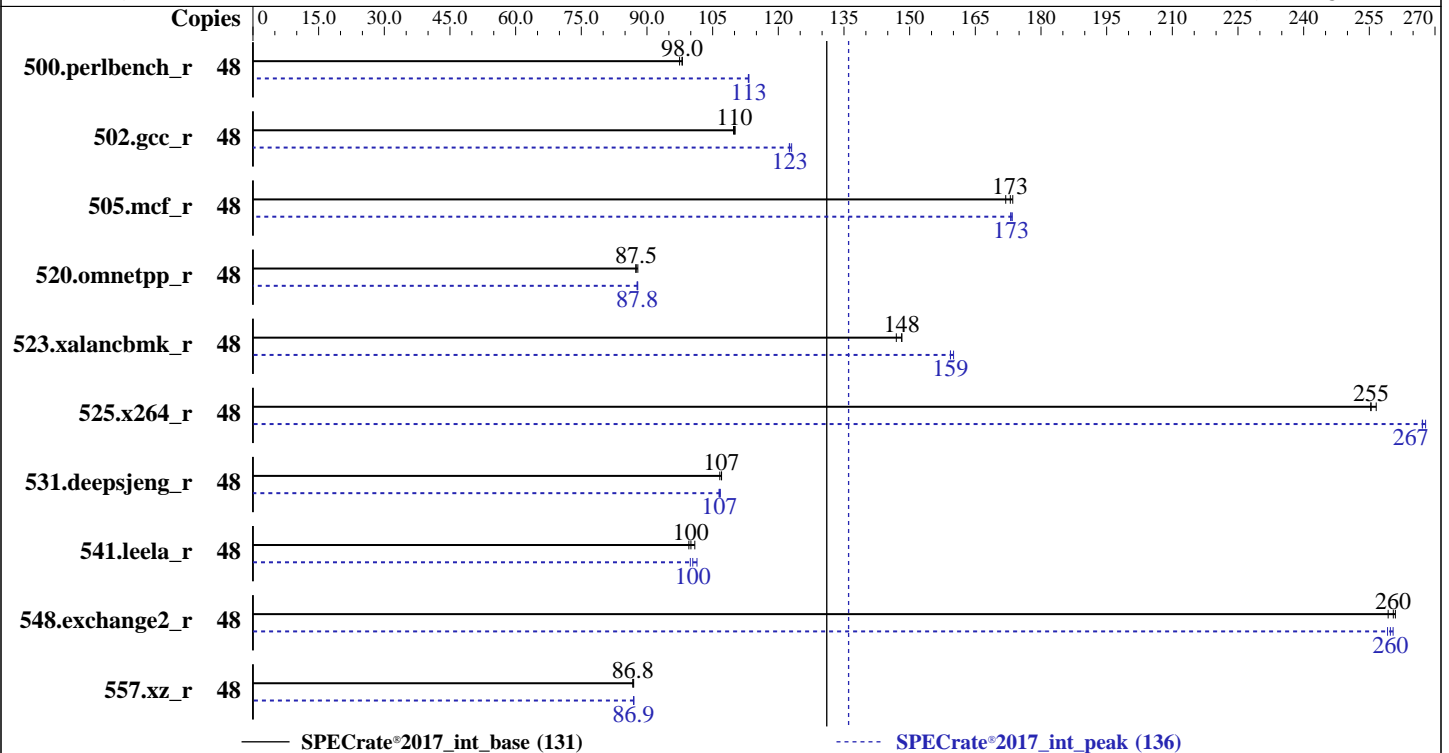 Copies 0 15.0 30.0 45.0 60.0 75.0 90.0 105 120 135 150 165 180 195 210 225 240 255 270
98.0
500.perlbench_r 48
113
110
502.gcc_r 48
123
173
505.mcf_r 48
173
87.5
520.omnetpp_r 48
87.8
148
523.xalancbmk_r 48
159
255
525.x264_r 48
267
107
531.deepsjeng_r 48
107
100
541.leela_r 48
100
260
548.exchange2_r 48
260
86.8
557.xz_r 48
86.9
SPECrate®2017_int_base (131) SPECrate®2017_int_peak (136)